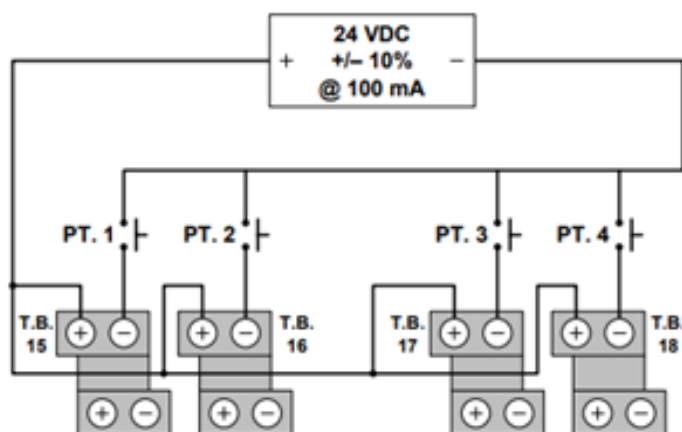 24 VDC
+ +/– 10% –
@ 100 mA
PT. 1
PT. 2
PT. 3
PT. 4
T.B.
15
+ –
+ –
T.B.
16
T.B.
17
+ –
+ –
T.B.
18
+ –
+ –
+ –
+ –